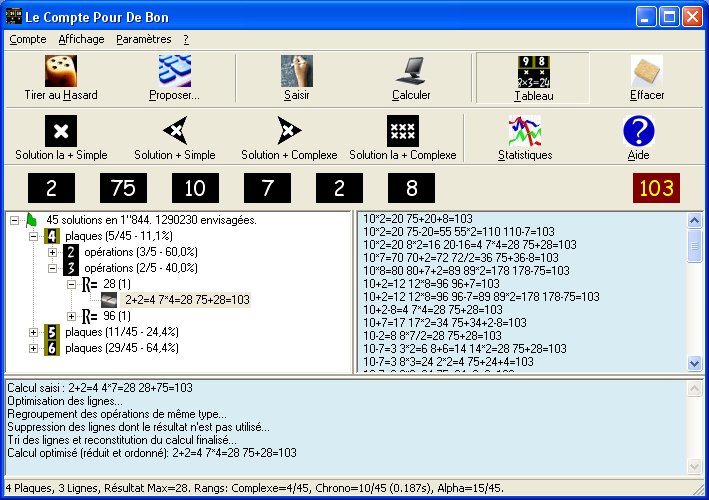 Le Compte Pour De Bon
Compte Affichage Paramètres ?
Tirer au Hasard Proposer... Saisir Calculer Tableau Effacer
Solution la + Simple Solution + Simple Solution + Complexe Solution la + Complexe Statistiques Aide
2 75 10 7 2 8 103
45 solutions en 1"844. 1290230 envisagées.
4 plaques (5/45 - 11,1%)
2 opérations (3/5 - 60,0%)
3 opérations (2/5 - 40,0%)
R= 28 (1)
2+2=4 7*4=28 75+28=103
R= 96 (1)
5 plaques (11/45 - 24,4%)
6 plaques (29/45 - 64,4%)
10*2=20 75+20+8=103
10*2=20 75-20=55 55*2=110 110-7=103
10*2=20 8*2=16 20-16=4 7*4=28 75+28=103
10*7=70 70+2=72 72/2=36 75+36-8=103
10*8=80 80+7+2=89 89*2=178 178-75=103
10+2=12 12*8=96 96+7=103
10+2=12 12*8=96 96-7=89 89*2=178 178-75=103
10+2-8=4 7*4=28 75+28=103
10+7=17 17*2=34 75+34+2-8=103
10-2=8 8*7/2=28 75+28=103
10-7=3 3*2=6 8+6=14 14*2=28 75+28=103
10-7=3 8*3=24 2*2=4 75+24+4=103
Calcul saisi : 2+2=4 4*7=28 28+75=103
Optimisation des lignes...
Regroupement des opérations de même type...
Suppression des lignes dont le résultat n'est pas utilisé...
Tri des lignes et reconstitution du calcul finalisé...
Calcul optimisé (réduit et ordonné): 2+2=4 7*4=28 75+28=103
4 Plaques, 3 Lignes, Résultat Max=28. Rangs: Complexe=4/45, Chrono=10/45 (0.187s), Alpha=15/45.